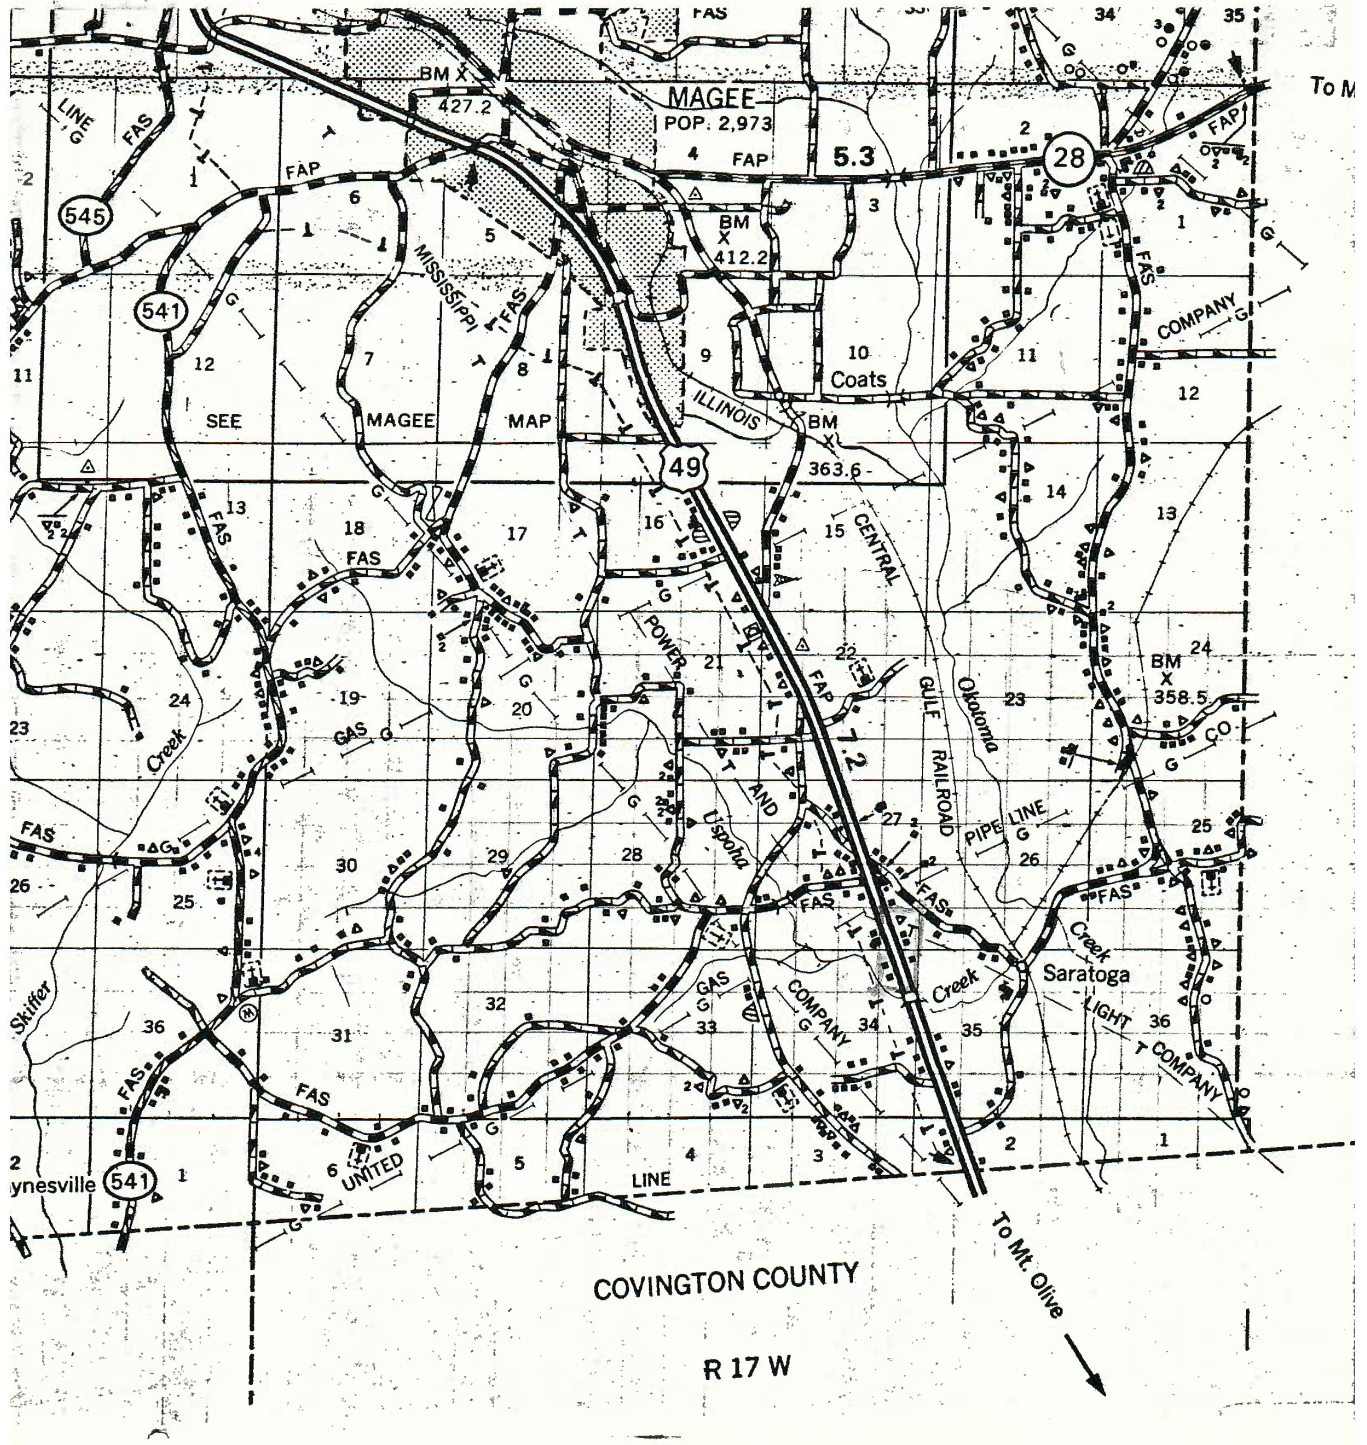 FAS
33
34
35
To M
BM X
427.2
MAGEE
POP: 2,973
LINE
G
FAS
4
FAP
5.3
2
28
FAP
2
1
FAP
6
545
5
BM
X
412.2
3
1
G
MISSISSIPPI
FAS
FAS
541
G
COMPANY
G
11
12
7
8
9
10
11
12
Coats
SEE
MAGEE
MAP
ILLINOIS
BM
X
363.6
49
G
14
13
FAS
18
17
16
15
13
FAS
CENTRAL
G
POWER
21
22
24
BM
X
358.5
24
19
20
FAP
GULF
Okotoma
23
23
Creek
GAS G
G
7.2
RAILROAD
CO
G
T
AND
G
Uspoha
27
PIPE LINE
G
25
FAS
G
30
29
28
26
26
25
FAS
FAS
FAS
Creek
Saratoga
Skiffer
32
GAS
G
COMPANY
G
Creek
36
31
33
34
35
LIGHT
36
T COMPANY
FAS
FAS
G
2
ynesville
541
1
6
UNITED
5
4
3
2
1
LINE
G
To Mt. Olive
COVINGTON COUNTY
R 17 W